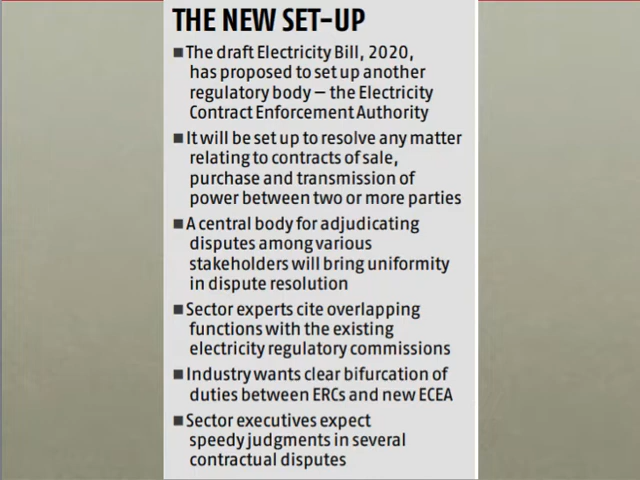 THE NEW SET-UP
■ The draft Electricity Bill, 2020,
has proposed to set up another
regulatory body – the Electricity
Contract Enforcement Authority
■ It will be set up to resolve any matter
relating to contracts of sale,
purchase and transmission of
power between two or more parties
■ A central body for adjudicating
disputes among various
stakeholders will bring uniformity
in dispute resolution
■ Sector experts cite overlapping
functions with the existing
electricity regulatory commissions
■ Industry wants clear bifurcation of
duties between ERCs and new ECEA
■ Sector executives expect
speedy judgments in several
contractual disputes